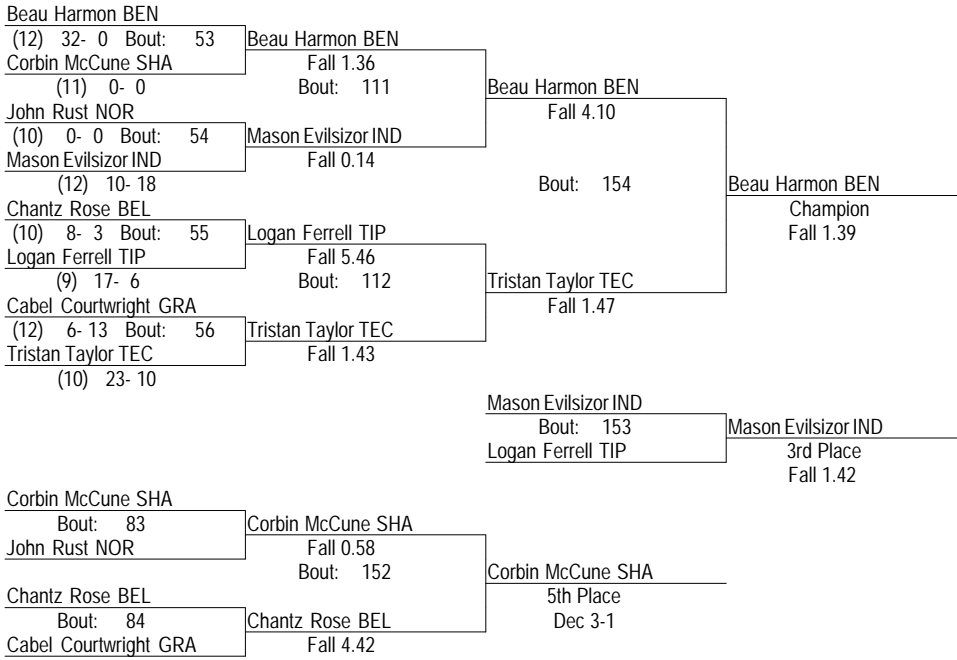 Beau Harmon BEN
(12) 32- 0 Bout: 53
Corbin McCune SHA
(11) 0- 0
John Rust NOR
(10) 0- 0 Bout: 54
Mason Evilsizor IND
(12) 10- 18
Chantz Rose BEL
(10) 8- 3 Bout: 55
Logan Ferrell TIP
(9) 17- 6
Cabel Courtwright GRA
(12) 6- 13 Bout: 56
Tristan Taylor TEC
(10) 23- 10
Beau Harmon BEN
Fall 1.36
Bout: 111
Mason Evilsizor IND
Fall 0.14
Logan Ferrell TIP
Fall 5.46
Bout: 112
Tristan Taylor TEC
Fall 1.43
Beau Harmon BEN
Fall 4.10
Bout: 154
Tristan Taylor TEC
Fall 1.47
Beau Harmon BEN
Champion
Fall 1.39
Mason Evilsizor IND
Bout: 153
Logan Ferrell TIP
Mason Evilsizor IND
3rd Place
Fall 1.42
Corbin McCune SHA
Bout: 83
John Rust NOR
Chantz Rose BEL
Bout: 84
Cabel Courtwright GRA
Corbin McCune SHA
Fall 0.58
Bout: 152
Chantz Rose BEL
Fall 4.42
Corbin McCune SHA
5th Place
Dec 3-1